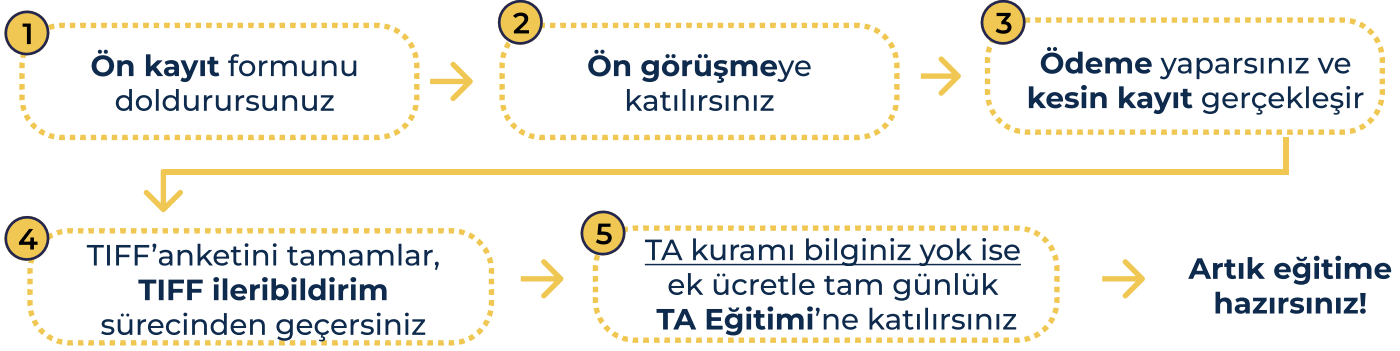 1
Ön kayıt formunu
doldurursunuz
2
Ön görüşmeye
katılırsınız
3
Ödeme yaparsınız ve
kesin kayıt gerçekleşir
4
TIFF'anketini tamamlar,
TIFF ileribildirim
sürecinden geçersiniz
5
TA kuramı bilginiz yok ise
ek ücretle tam günlük
TA Eğitimi'ne katılırsınız
Artık eğitime
hazırsınız!